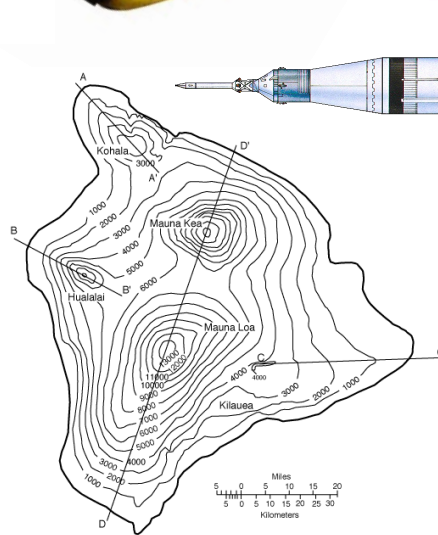 A
D'
Kohala
3000
A'
1000
2000
Mauna Kea
3000
B
4000
5000
B'
6000
Hualalai
Mauna Loa
13000
12000
C
11000
10000
4000
4000
9000
3000
2000
1000
8000
Kilauea
7000
6000
5000
3000
4000
1000
2000
Miles
5 0 5 10 15 20
5 0 5 10 15 20 25 30
Kilometers
D